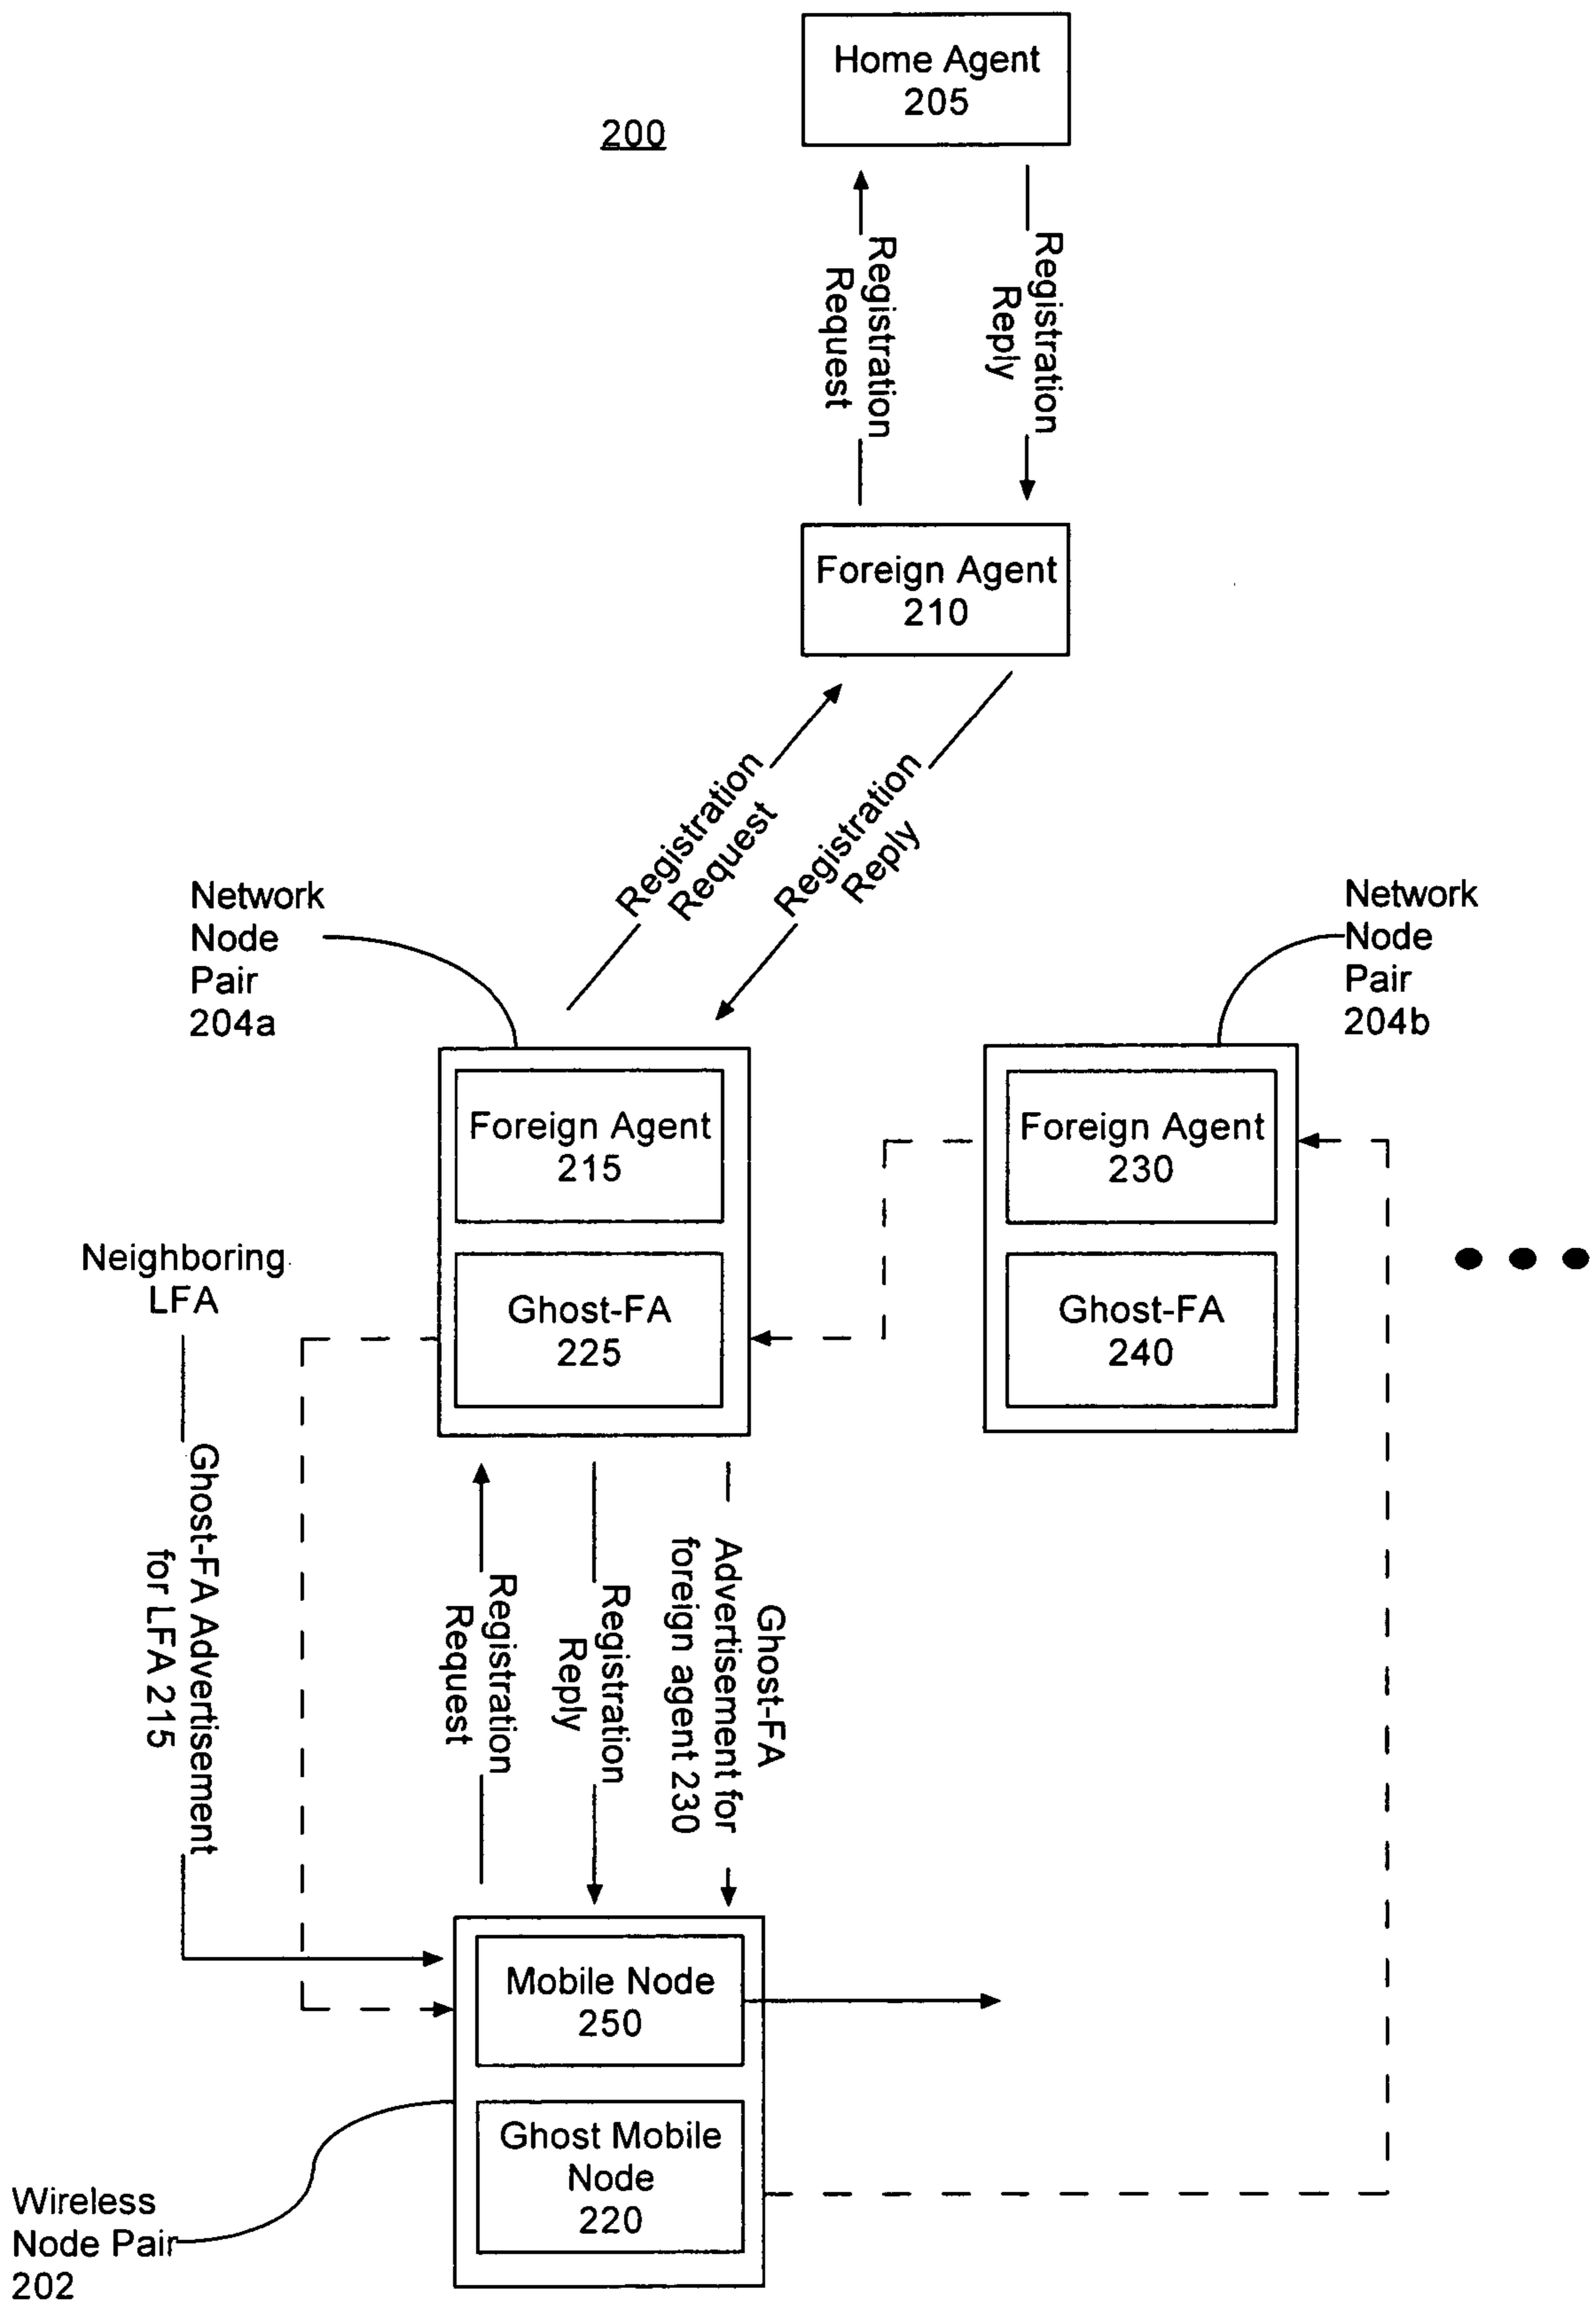 Home Agent
205
200
Registration
Request
Registration
Reply
Foreign Agent
210
Registration
Request
Registration
Reply
Network
Node
Pair
204a
Network
Node
Pair
204b
Foreign Agent
215
Ghost-FA
225
Foreign Agent
230
Ghost-FA
240
Neighboring
LFA
Ghost-FA Advertisement
for LFA 215
Registration
Request
Registration
Reply
Ghost-FA
Advertisement for
foreign agent 230
Mobile Node
250
Ghost Mobile
Node
220
Wireless
Node Pair
202